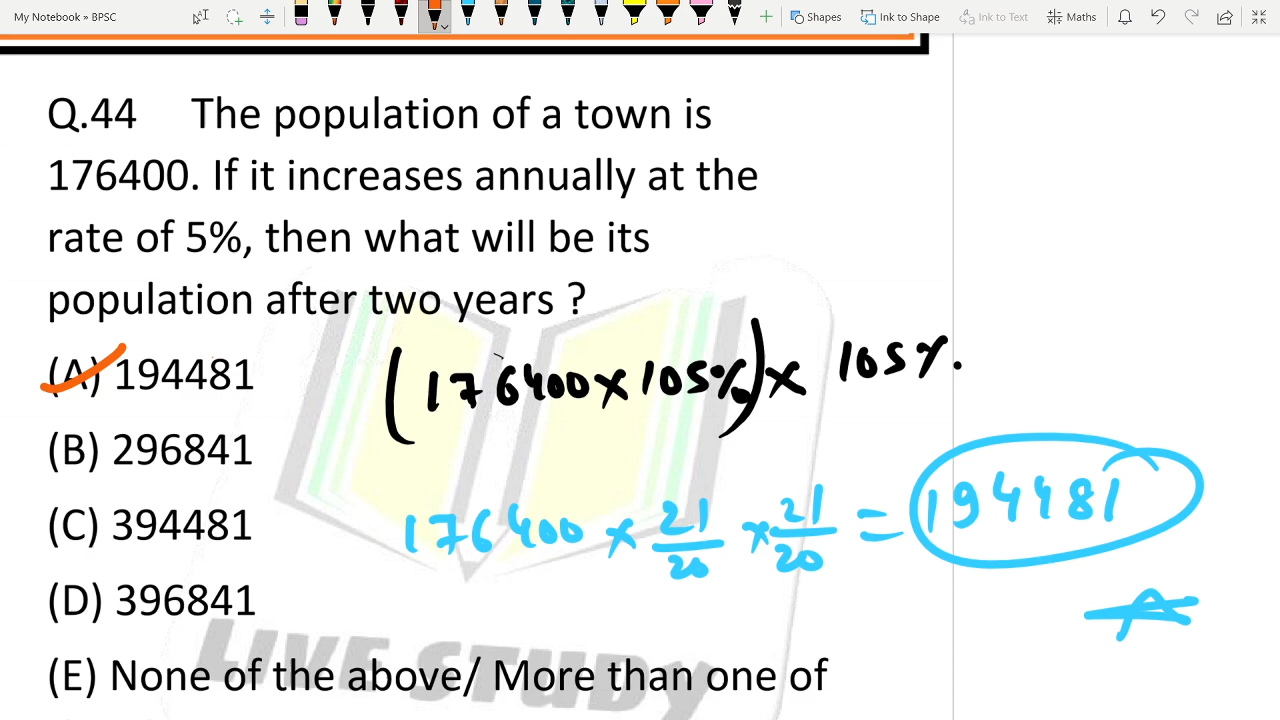 My Notebook » BPSC
Shapes
Ink to Shape
Ink to Text
Maths
Q.44 The population of a town is
176400. If it increases annually at the
rate of 5%, then what will be its
population after two years ?
(A) 194481
(176400 x 105%) x 105%.
(B) 296841
(C) 394481
176400 x 21/20 x 21/20 = 194481
(D) 396841
A
LIVE STUDY
(E) None of the above/ More than one of